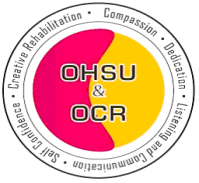 Self Confidence • Creative Rehabilitation • Compassion • Dedication • Listening and Communication •
OHSU
&
OCR